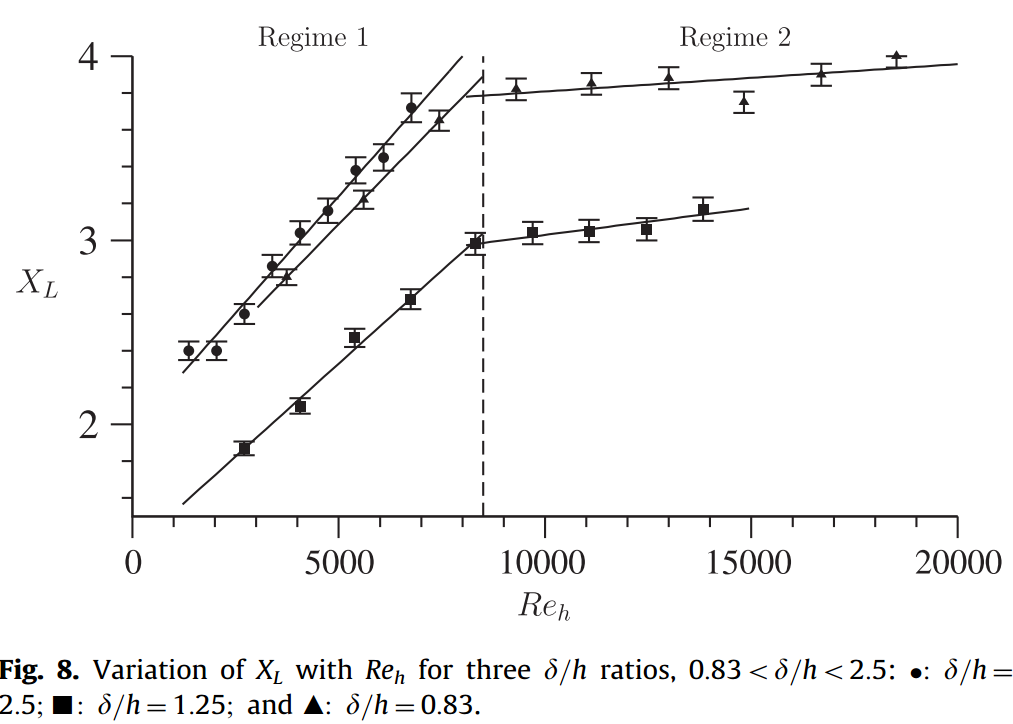 Regime 1 Regime 2
4
3
X_L
2
0 5000 10000 15000 20000
Re_h
Fig. 8. Variation of X_L with Re_h for three δ/h ratios, 0.83 < δ/h < 2.5: ●: δ/h =
2.5; ■: δ/h = 1.25; and ▲: δ/h = 0.83.